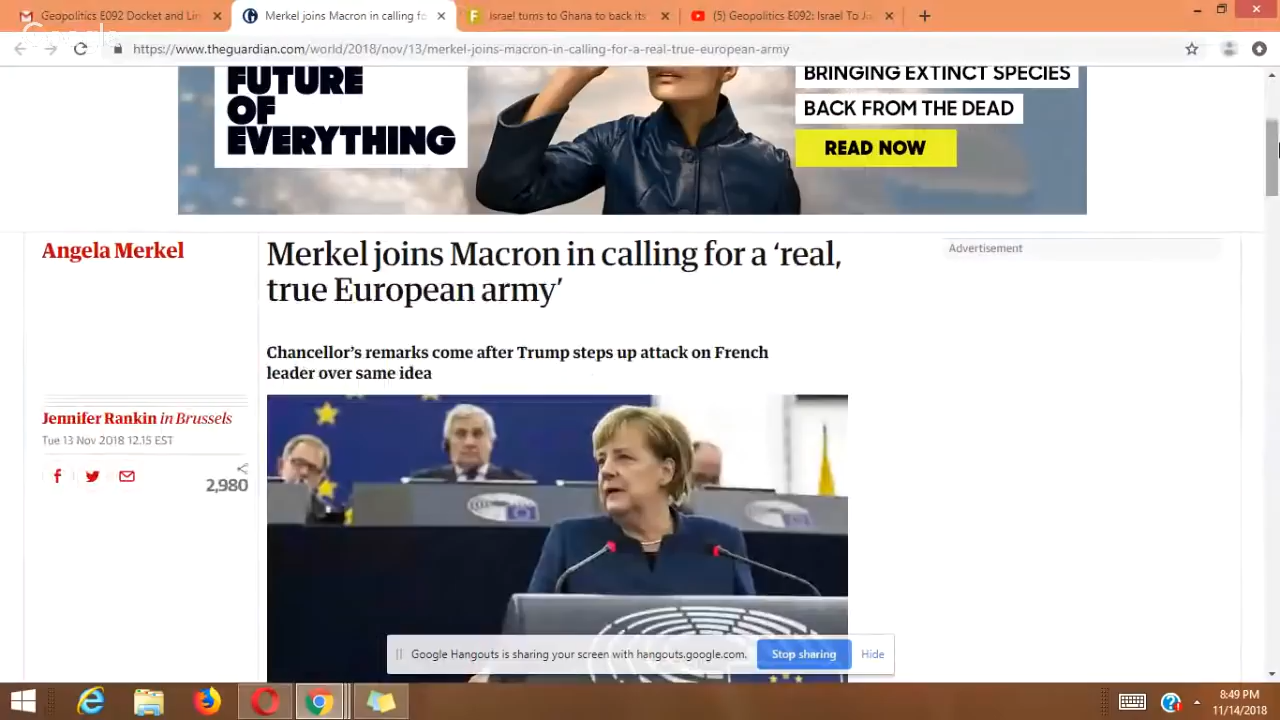 Geopolitics E092 Docket and Lin
Merkel joins Macron in calling fo
Israel turns to Ghana to back its
(5) Geopolitics E092: Israel To Jo
https://www.theguardian.com/world/2018/nov/13/merkel-joins-macron-in-calling-for-a-real-true-european-army
FUTURE
OF
EVERYTHING
BRINGING EXTINCT SPECIES
BACK FROM THE DEAD
READ NOW
Angela Merkel
Merkel joins Macron in calling for a ‘real,
true European army’
Advertisement
Chancellor’s remarks come after Trump steps up attack on French
leader over same idea
Jennifer Rankin in Brussels
Tue 13 Nov 2018 12.15 EST
2,980
Google Hangouts is sharing your screen with hangouts.google.com.
Stop sharing
Hide
8:49 PM
11/14/2018